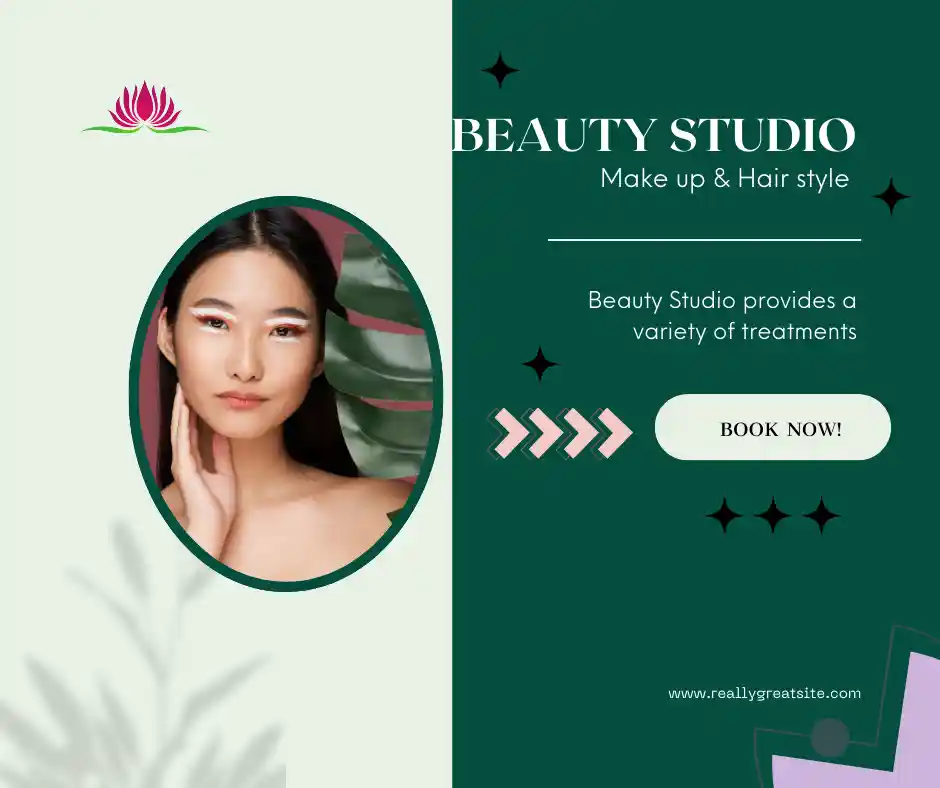 BEAUTY STUDIO
Make up & Hair style
Beauty Studio provides a
variety of treatments
BOOK NOW!
www.reallygreatsite.com